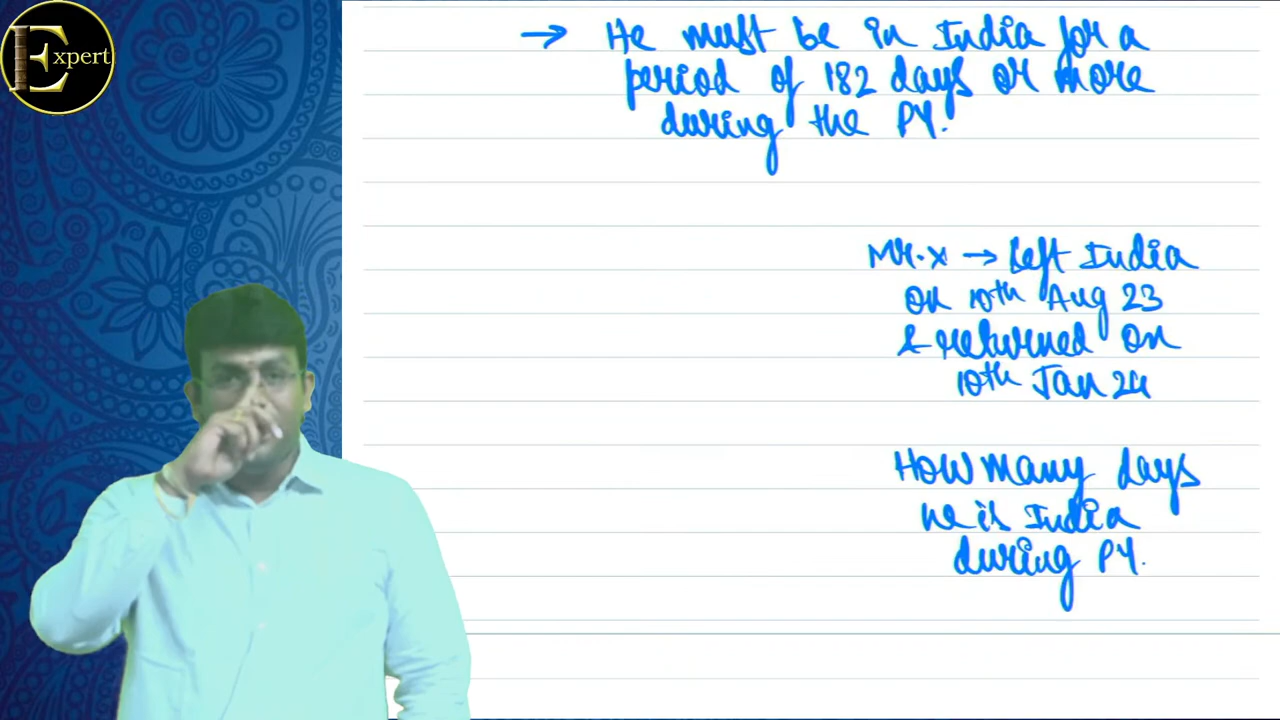 Expert
→ He must be in India for a
period of 182 days or more
during the PY.
Mr. X → Left India
on 10th Aug 23
& returned on
10th Jan 24
How many days
he is India
during PY.